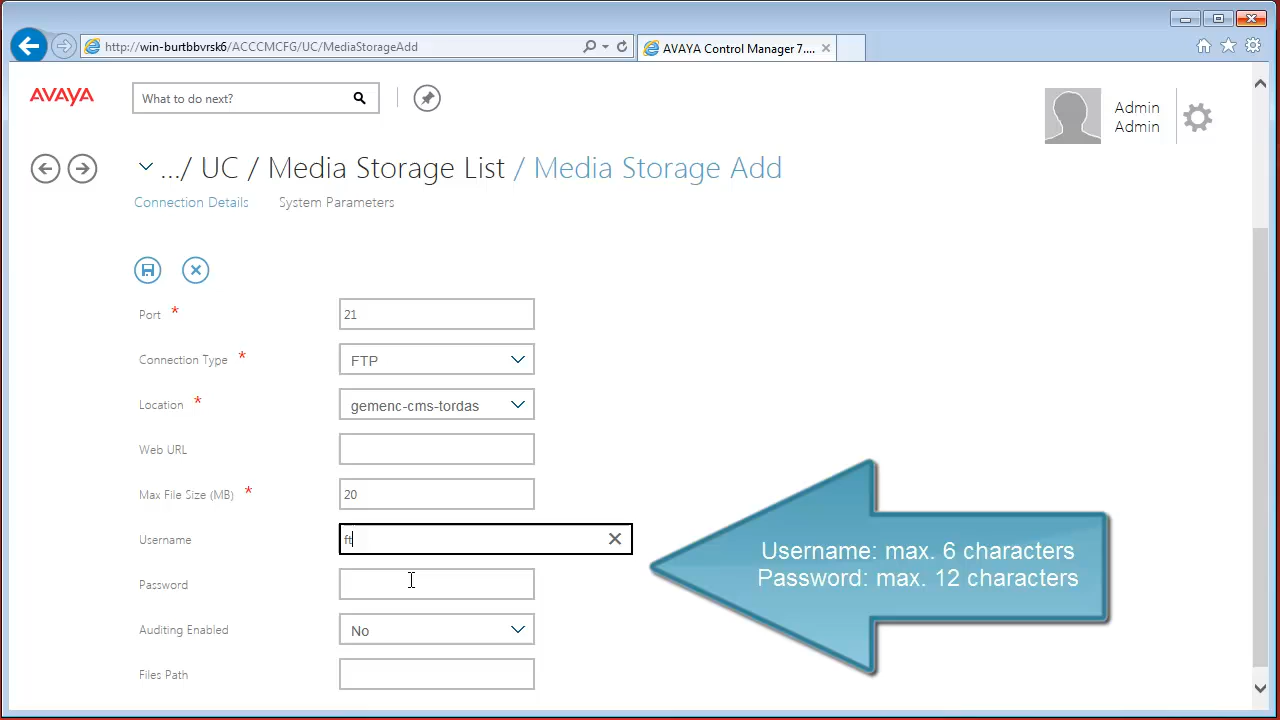 http://win-burtbbvrsk6/ACCCMCFG/UC/MediaStorageAdd
AVAYA Control Manager 7....
AVAYA
What to do next?
Admin
Admin
.../ UC / Media Storage List / Media Storage Add
Connection Details
System Parameters
Port *
21
Connection Type *
FTP
Location *
gemenc-cms-tordas
Web URL
Max File Size (MB) *
20
Username
ft
Password
Auditing Enabled
No
Files Path
Username: max. 6 characters
Password: max. 12 characters